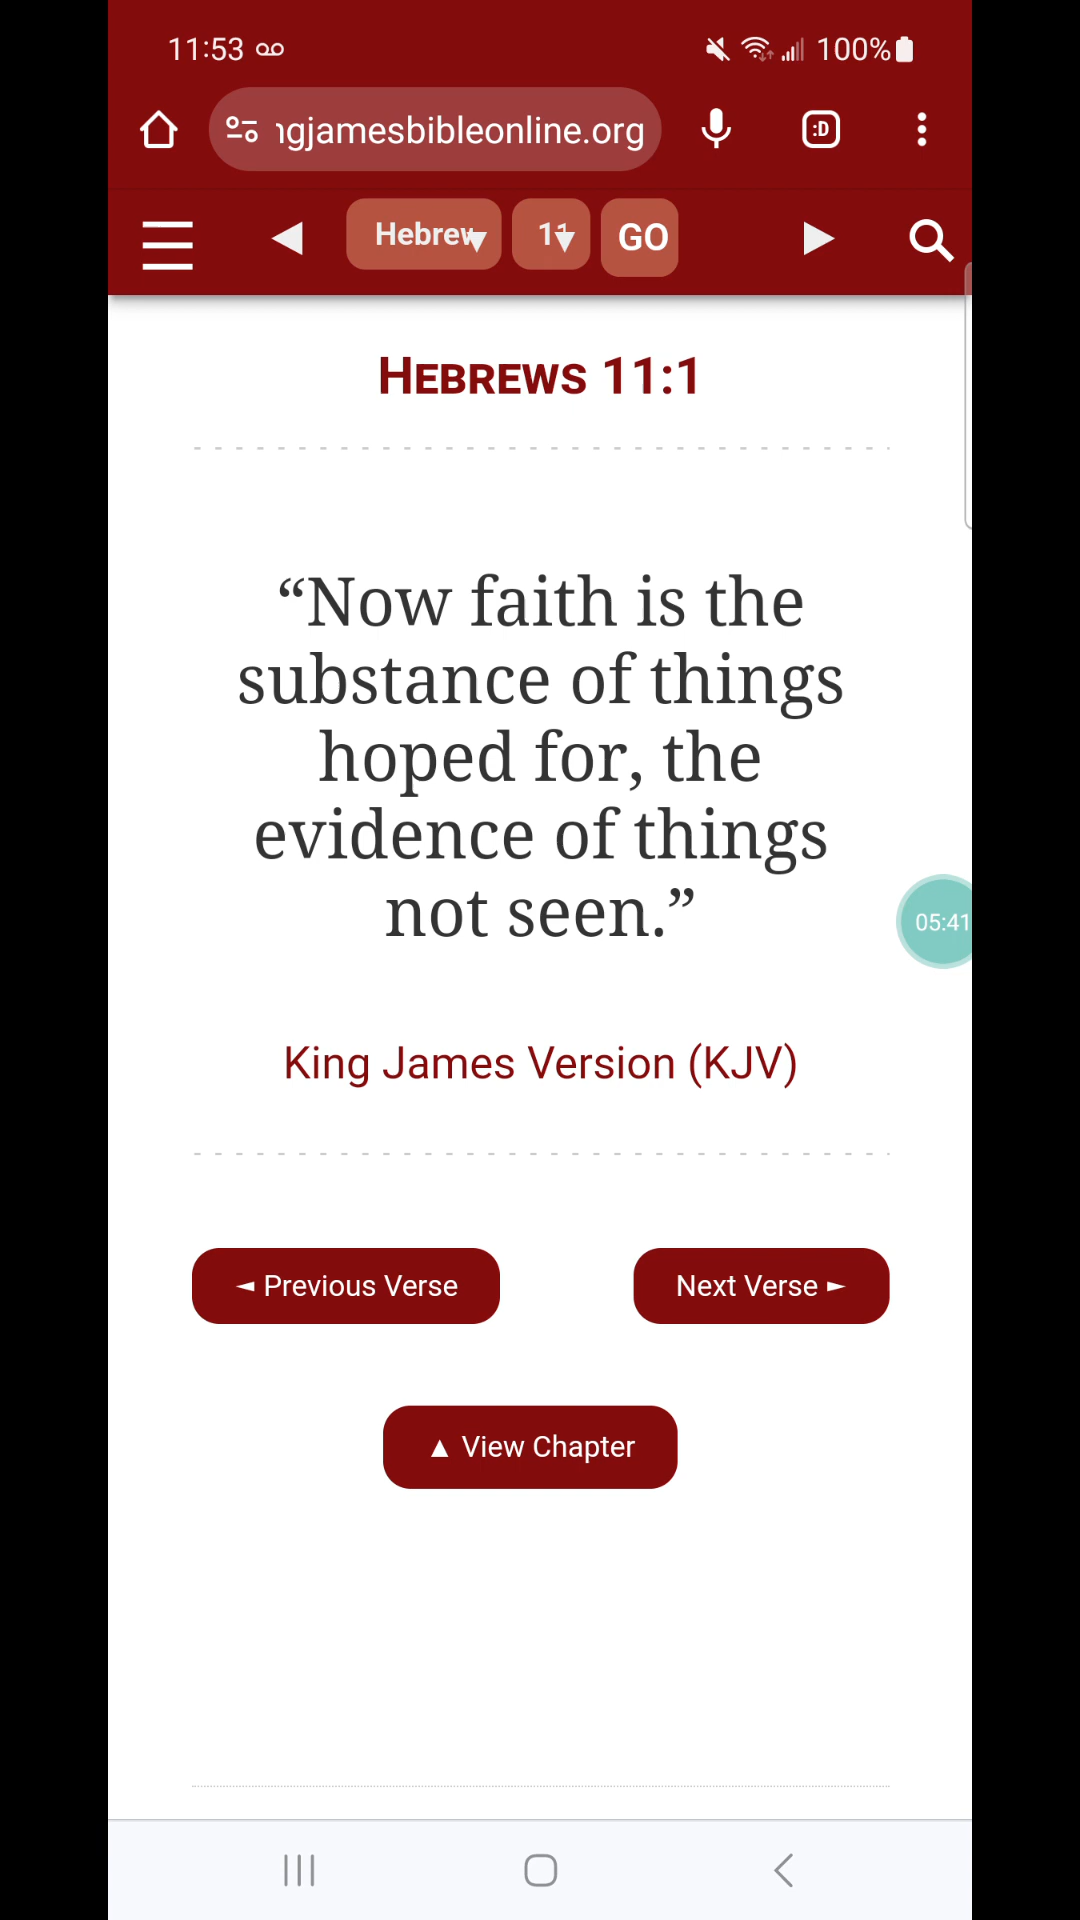 11:53
100%
ngjamesbibleonline.org
:D
Hebrew
11
GO
HEBREWS 11:1
“Now faith is the
substance of things
hoped for, the
evidence of things
not seen.”
05:41
King James Version (KJV)
◄ Previous Verse
Next Verse ►
▲ View Chapter